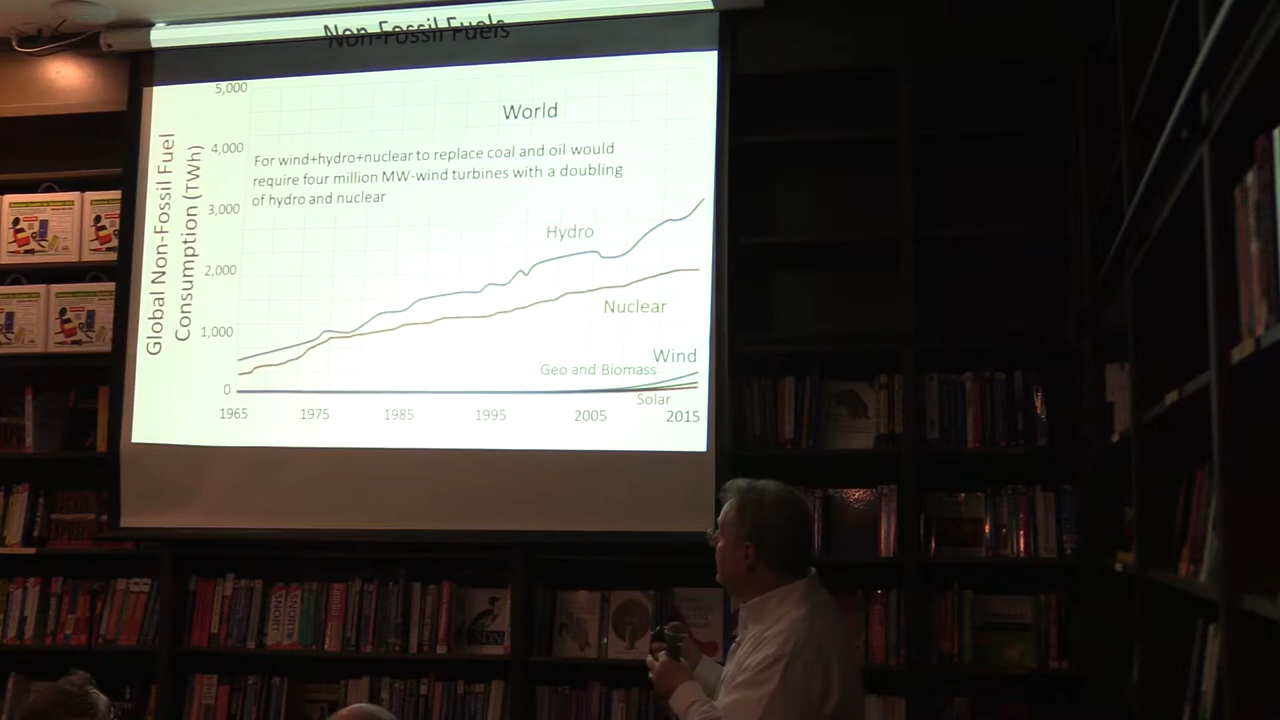 Non-Fossil Fuels
5,000
World
4,000
For wind+hydro+nuclear to replace coal and oil would
require four million MW-wind turbines with a doubling
of hydro and nuclear
Global Non-Fossil Fuel
Consumption (TWh)
3,000
Hydro
2,000
Nuclear
1,000
Wind
Geo and Biomass
0
Solar
1965
1975
1985
1995
2005
2015